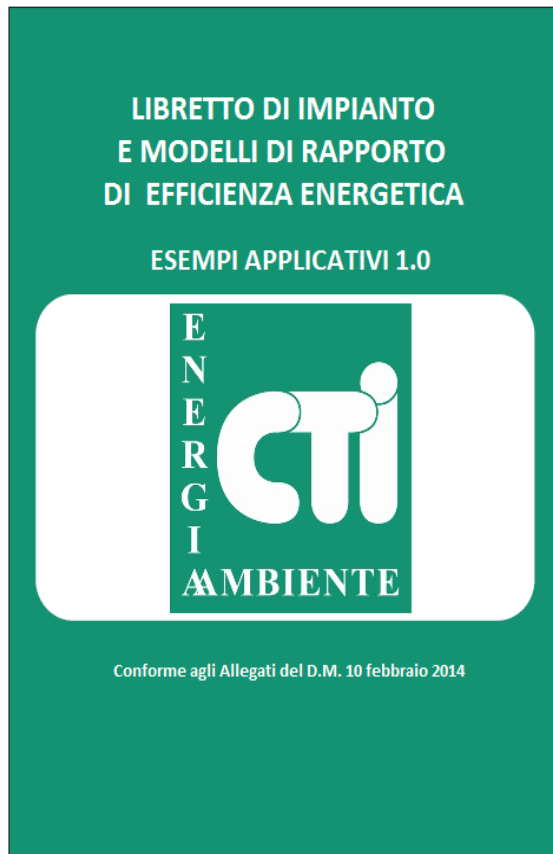 LIBRETTO DI IMPIANTO
E MODELLI DI RAPPORTO
DI EFFICIENZA ENERGETICA
ESEMPI APPLICATIVI 1.0
ENERGIA
CTI
AMBIENTE
Conforme agli Allegati del D.M. 10 febbraio 2014